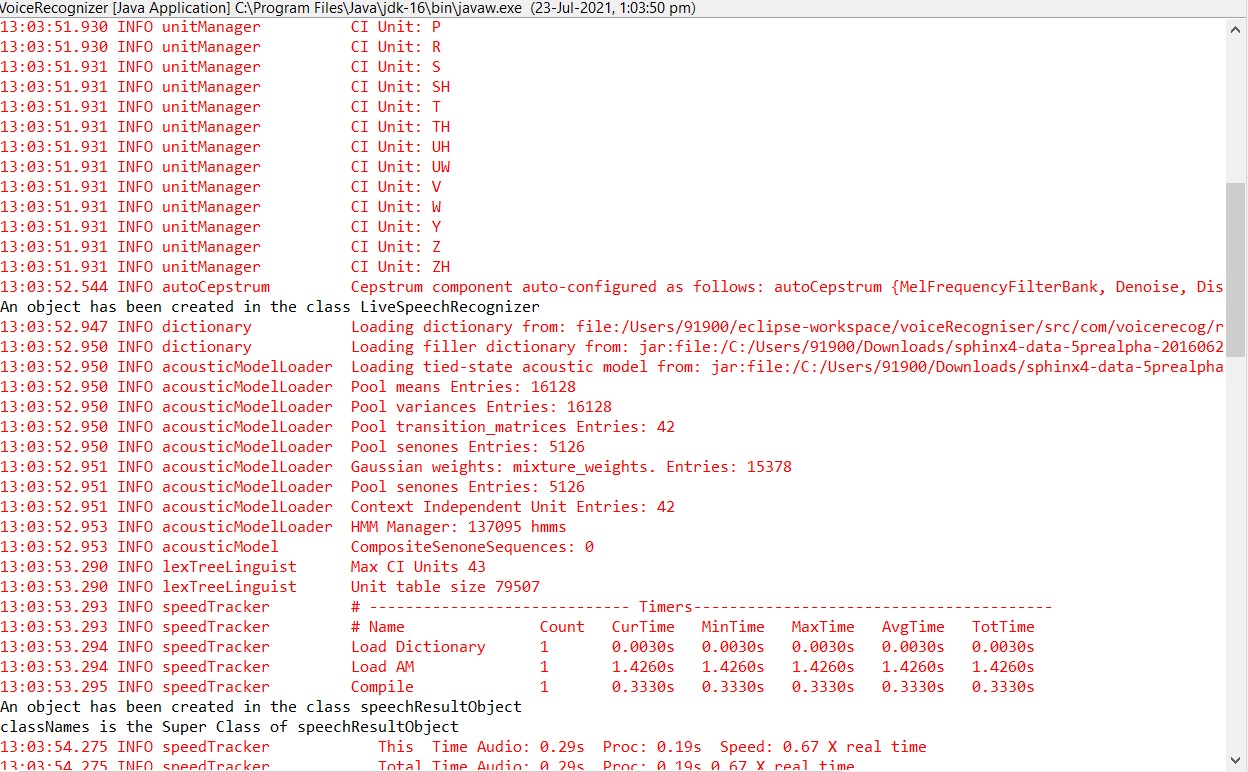 VoiceRecognizer [Java Application] C:\Program Files\Java\jdk-16\bin\javaw.exe (23-Jul-2021, 1:03:50 pm)
13:03:51.930 INFO unitManager CI Unit: P
13:03:51.930 INFO unitManager CI Unit: R
13:03:51.931 INFO unitManager CI Unit: S
13:03:51.931 INFO unitManager CI Unit: SH
13:03:51.931 INFO unitManager CI Unit: T
13:03:51.931 INFO unitManager CI Unit: TH
13:03:51.931 INFO unitManager CI Unit: UH
13:03:51.931 INFO unitManager CI Unit: UW
13:03:51.931 INFO unitManager CI Unit: V
13:03:51.931 INFO unitManager CI Unit: W
13:03:51.931 INFO unitManager CI Unit: Y
13:03:51.931 INFO unitManager CI Unit: Z
13:03:51.931 INFO unitManager CI Unit: ZH
13:03:52.544 INFO autoCepstrum Cepstrum component auto-configured as follows: autoCepstrum {MelFrequencyFilterBank, Denoise, Dis
An object has been created in the class LiveSpeechRecognizer
13:03:52.947 INFO dictionary Loading dictionary from: file:/Users/91900/eclipse-workspace/voiceRecogniser/src/com/voicerecog/r
13:03:52.950 INFO dictionary Loading filler dictionary from: jar:file:/C:/Users/91900/Downloads/sphinx4-data-5prealpha-2016062
13:03:52.950 INFO acousticModelLoader Loading tied-state acoustic model from: jar:file:/C:/Users/91900/Downloads/sphinx4-data-5prealpha
13:03:52.950 INFO acousticModelLoader Pool means Entries: 16128
13:03:52.950 INFO acousticModelLoader Pool variances Entries: 16128
13:03:52.950 INFO acousticModelLoader Pool transition_matrices Entries: 42
13:03:52.950 INFO acousticModelLoader Pool senones Entries: 5126
13:03:52.951 INFO acousticModelLoader Gaussian weights: mixture_weights. Entries: 15378
13:03:52.951 INFO acousticModelLoader Pool senones Entries: 5126
13:03:52.951 INFO acousticModelLoader Context Independent Unit Entries: 42
13:03:52.953 INFO acousticModelLoader HMM Manager: 137095 hmms
13:03:52.953 INFO acousticModel CompositeSenoneSequences: 0
13:03:53.290 INFO lexTreeLinguist Max CI Units 43
13:03:53.290 INFO lexTreeLinguist Unit table size 79507
13:03:53.293 INFO speedTracker # ----------------------------- Timers----------------------------------------
13:03:53.293 INFO speedTracker # Name Count CurTime MinTime MaxTime AvgTime TotTime
13:03:53.294 INFO speedTracker Load Dictionary 1 0.0030s 0.0030s 0.0030s 0.0030s 0.0030s
13:03:53.294 INFO speedTracker Load AM 1 1.4260s 1.4260s 1.4260s 1.4260s 1.4260s
13:03:53.295 INFO speedTracker Compile 1 0.3330s 0.3330s 0.3330s 0.3330s 0.3330s
An object has been created in the class speechResultObject
classNames is the Super Class of speechResultObject
13:03:54.275 INFO speedTracker This Time Audio: 0.29s Proc: 0.19s Speed: 0.67 X real time
13:03:54.275 INFO speedTracker Total Time Audio: 0.29s Proc: 0.19s 0.67 X real time